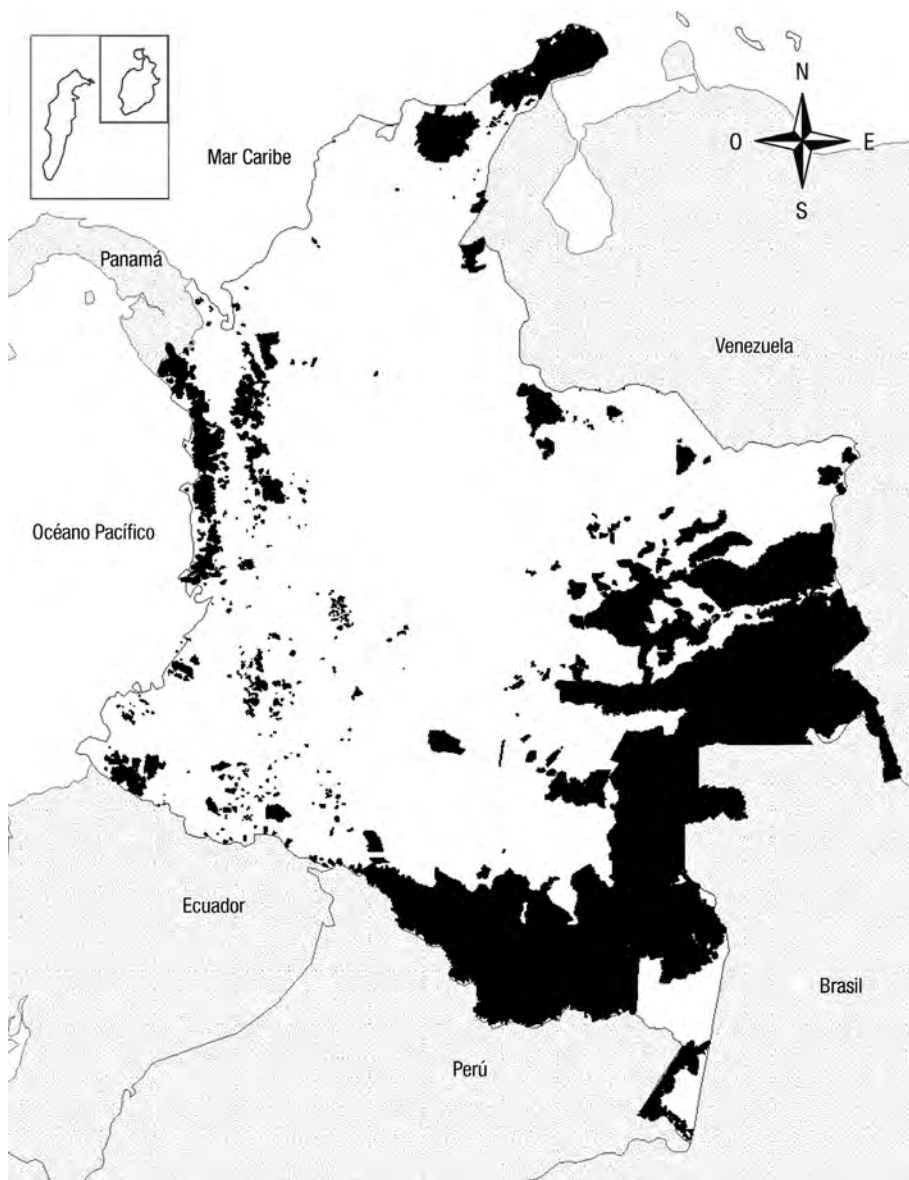 N
O
E
S
Mar Caribe
Panamá
Venezuela
Océano Pacífico
Ecuador
Brasil
Perú